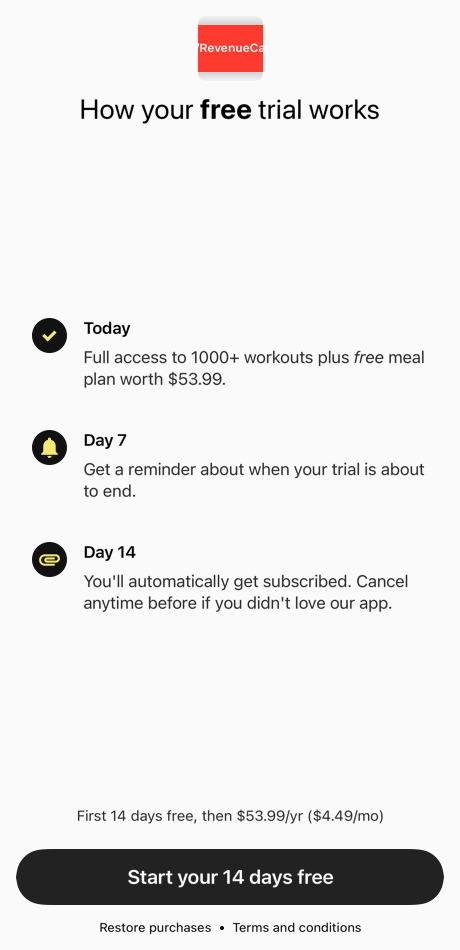 RevenueCa
How your free trial works
Today
Full access to 1000+ workouts plus free meal
plan worth $53.99.
Day 7
Get a reminder about when your trial is about
to end.
Day 14
You'll automatically get subscribed. Cancel
anytime before if you didn't love our app.
First 14 days free, then $53.99/yr ($4.49/mo)
Start your 14 days free
Restore purchases • Terms and conditions